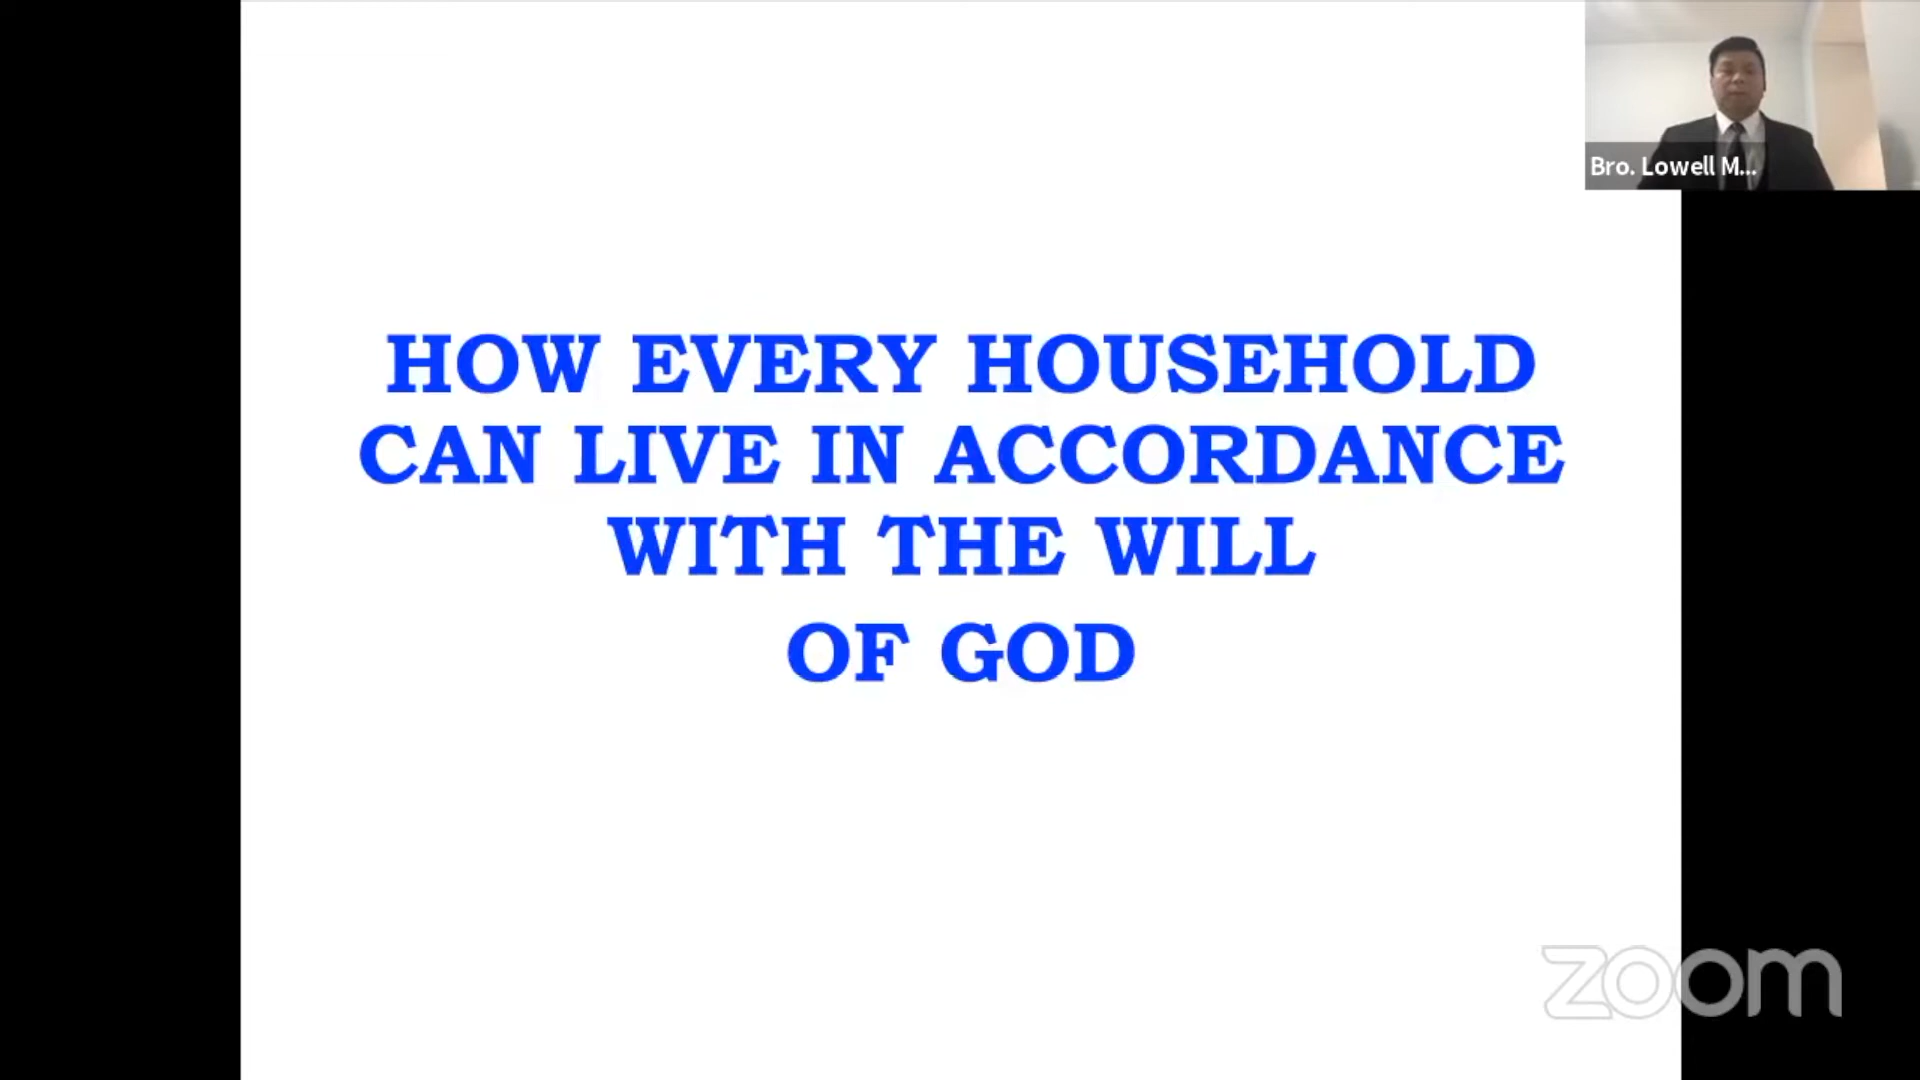 Bro. Lowell M...
HOW EVERY HOUSEHOLD
CAN LIVE IN ACCORDANCE
WITH THE WILL
OF GOD
zoom